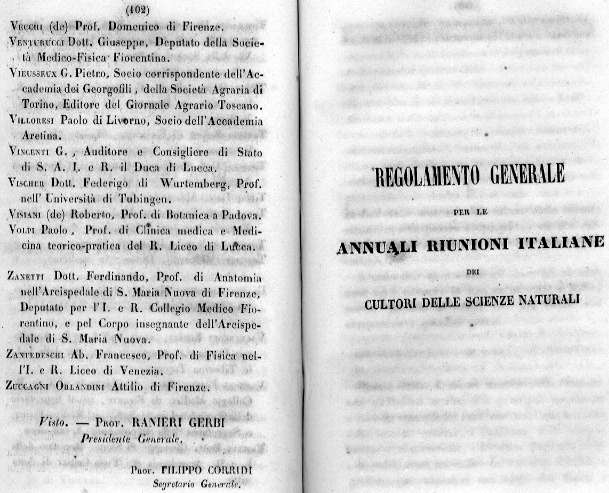 (102)
VECCHI (de) Prof. Domenico di Firenze.
VENTURUCCI Dott. Giuseppe, Deputato della Socie-
tà Medico-Fisica Fiorentina.
VIEUSSEUX G. Pietro, Socio corrispondente dell'Ac-
cademia dei Georgofili, della Società Agraria di
Torino, Editore del Giornale Agrario Toscano.
VILLORESI Paolo di Livorno, Socio dell'Accademia
Aretina.
VINCENTI G., Auditore e Consigliere di Stato
di S. A. I. e R. il Duca di Lucca.
VISCHER Dott. Federigo di Wurtemberg, Prof.
nell' Università di Tubingen.
VISIANI (de) Roberto, Prof. di Botanica a Padova.
VOLPI Paolo, Prof. di Clinica medica e Medi-
cina teorico-pratica del R. Liceo di Lucca.
ZANETTI Dott. Ferdinando, Prof. di Anatomia
nell'Arcispedale di S. Maria Nuova di Firenze,
Deputato per l'I. e R. Collegio Medico Fio-
rentino, e pel Corpo insegnante dell'Arcispe-
dale di S. Maria Nuova.
ZANTEDESCHI Ab. Francesco, Prof. di Fisica nel-
l'I. e R. Liceo di Venezia.
ZUCCAGNI ORLANDINI Attilio di Firenze.
Visto. — PROF. RANIERI GERBI
Presidente Generale.
PROF. FILIPPO CORRIDI
Segretario Generale.
REGOLAMENTO GENERALE
PER LE
ANNUALI RIUNIONI ITALIANE
DEI
CULTORI DELLE SCIENZE NATURALI